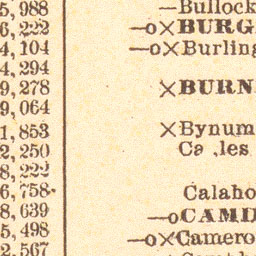 5,988 —Bullock
6,222 —o✕BURG
4,104 —o✕Burling
4,294
9,278 ✕BURN
9,064
1,853 ✕Bynum
2,250
8,222
6,758
8,639 Calaho
5,498 —oCAM
2,567 —o✕Camero